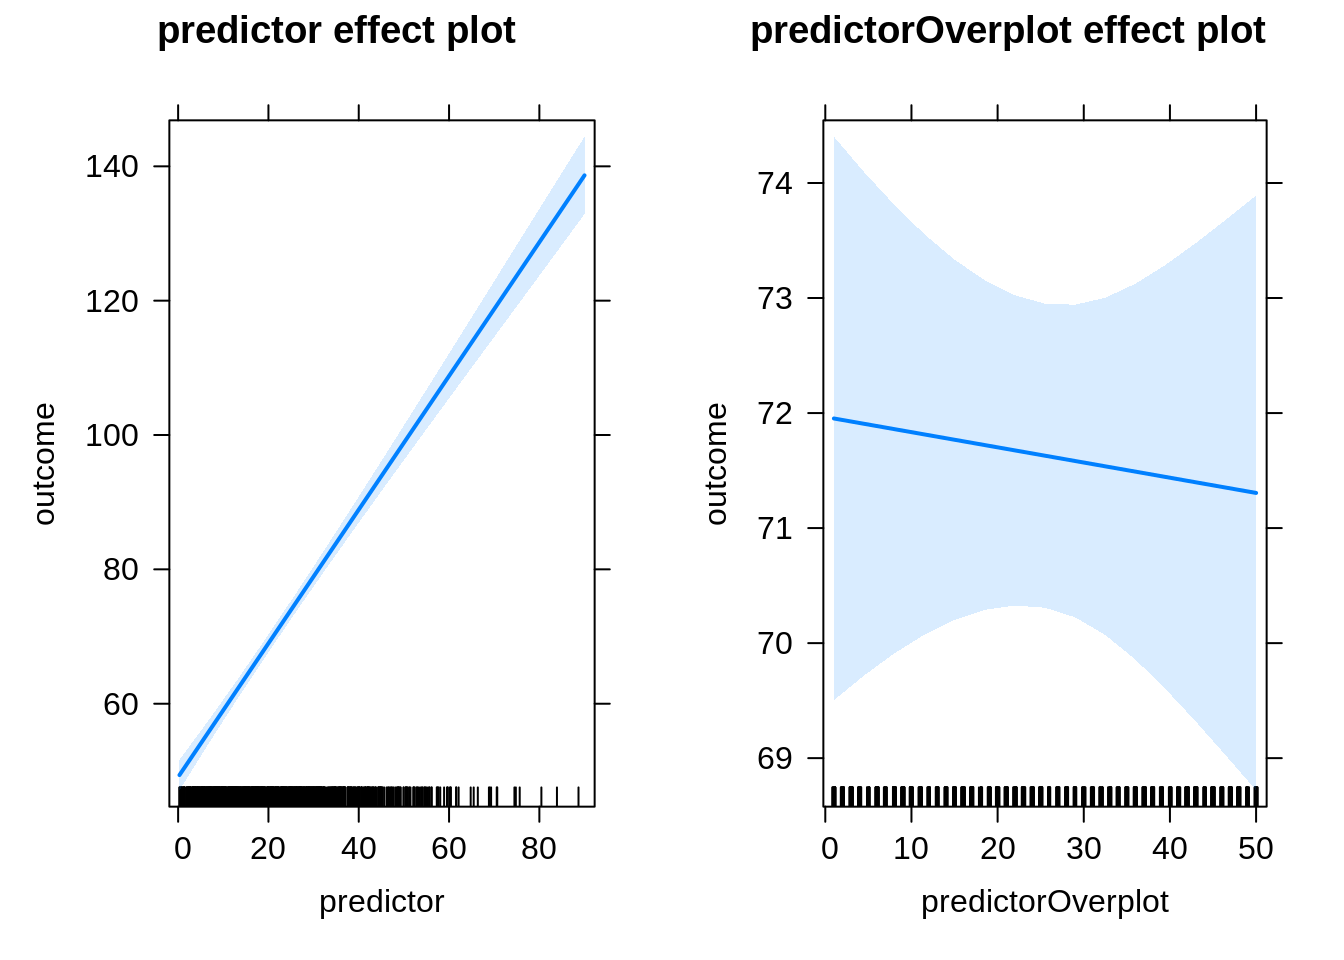 predictor effect plot
140
120
100
80
60
outcome
0 20 40 60 80
predictor
predictorOverplot effect plot
74
73
72
71
70
69
outcome
0 10 20 30 40 50
predictorOverplot